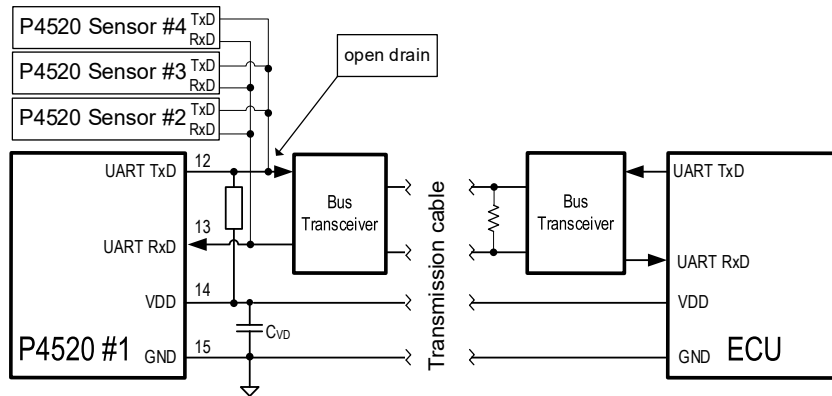 P4520 Sensor #4 TxD
RxD
P4520 Sensor #3 TxD
RxD
P4520 Sensor #2 TxD
RxD
open drain
UART TxD 12
UART RxD 13
VDD 14
GND 15
P4520 #1
CVD
Bus
Transceiver
Transmission cable
Bus
Transceiver
UART TxD
UART RxD
VDD
GND
ECU